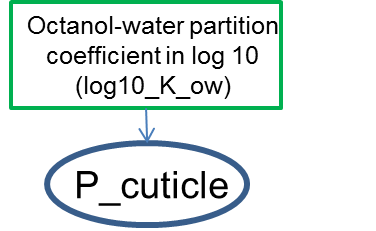 Octanol-water partition
coefficient in log 10
(log10_K_ow)
P_cuticle